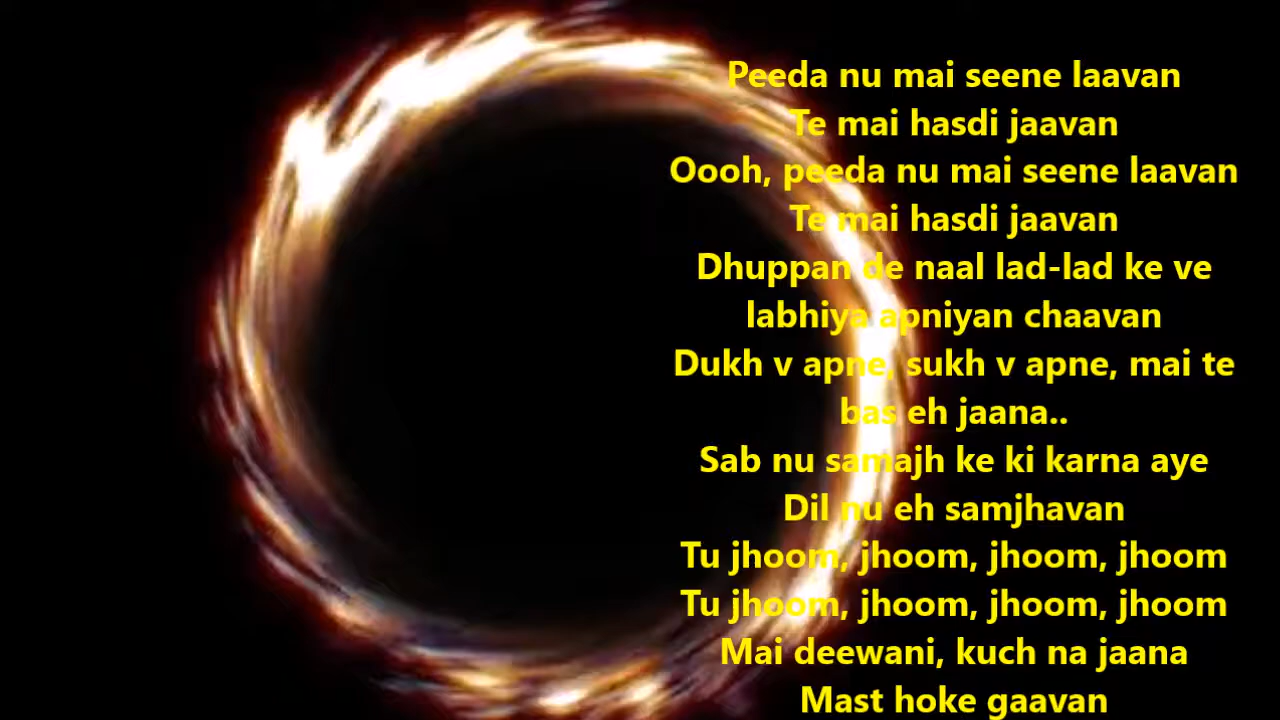 Peeda nu mai seene laavan
Te mai hasdi jaavan
Oooh, peeda nu mai seene laavan
Te mai hasdi jaavan
Dhuppan de naal lad-lad ke ve
labhiya apniyan chaavan
Dukh v apne, sukh v apne, mai te
bas eh jaana..
Sab nu samajh ke ki karna aye
Dil nu eh samjhavan
Tu jhoom, jhoom, jhoom, jhoom
Tu jhoom, jhoom, jhoom, jhoom
Mai deewani, kuch na jaana
Mast hoke gaavan